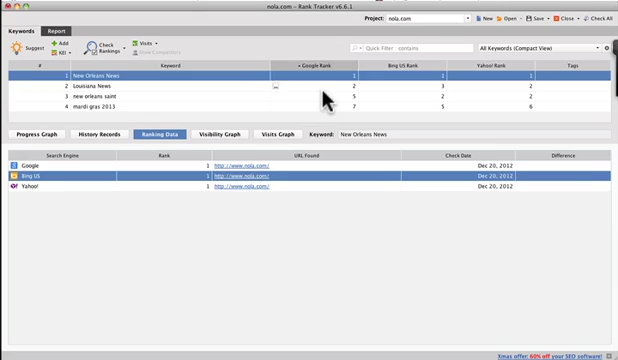 nola.com - Rank Tracker v6.6.1
Project: nola.com New Open Save Close Check All
Keywords Report
Suggest Add KEI Check Rankings Visits Quick Filter contains All Keywords (Compact View)
# Keyword Google Rank Bing US Rank Yahoo! Rank Tags
1 New Orleans News 1 1 1
2 Louisiana News 2 3 2
3 new orleans saint 5 2 2
4 mardi gras 2013 7 5 6
Progress Graph History Records Ranking Data Visibility Graph Visits Graph Keyword: New Orleans News
Search Engine Rank URL Found Check Date Difference
Google 1 http://www.nola.com/ Dec 20, 2012
Bing US 1 http://www.nola.com/ Dec 20, 2012
Yahoo! 1 http://www.nola.com/ Dec 20, 2012
Xmas offer: 60% off your SEO software!